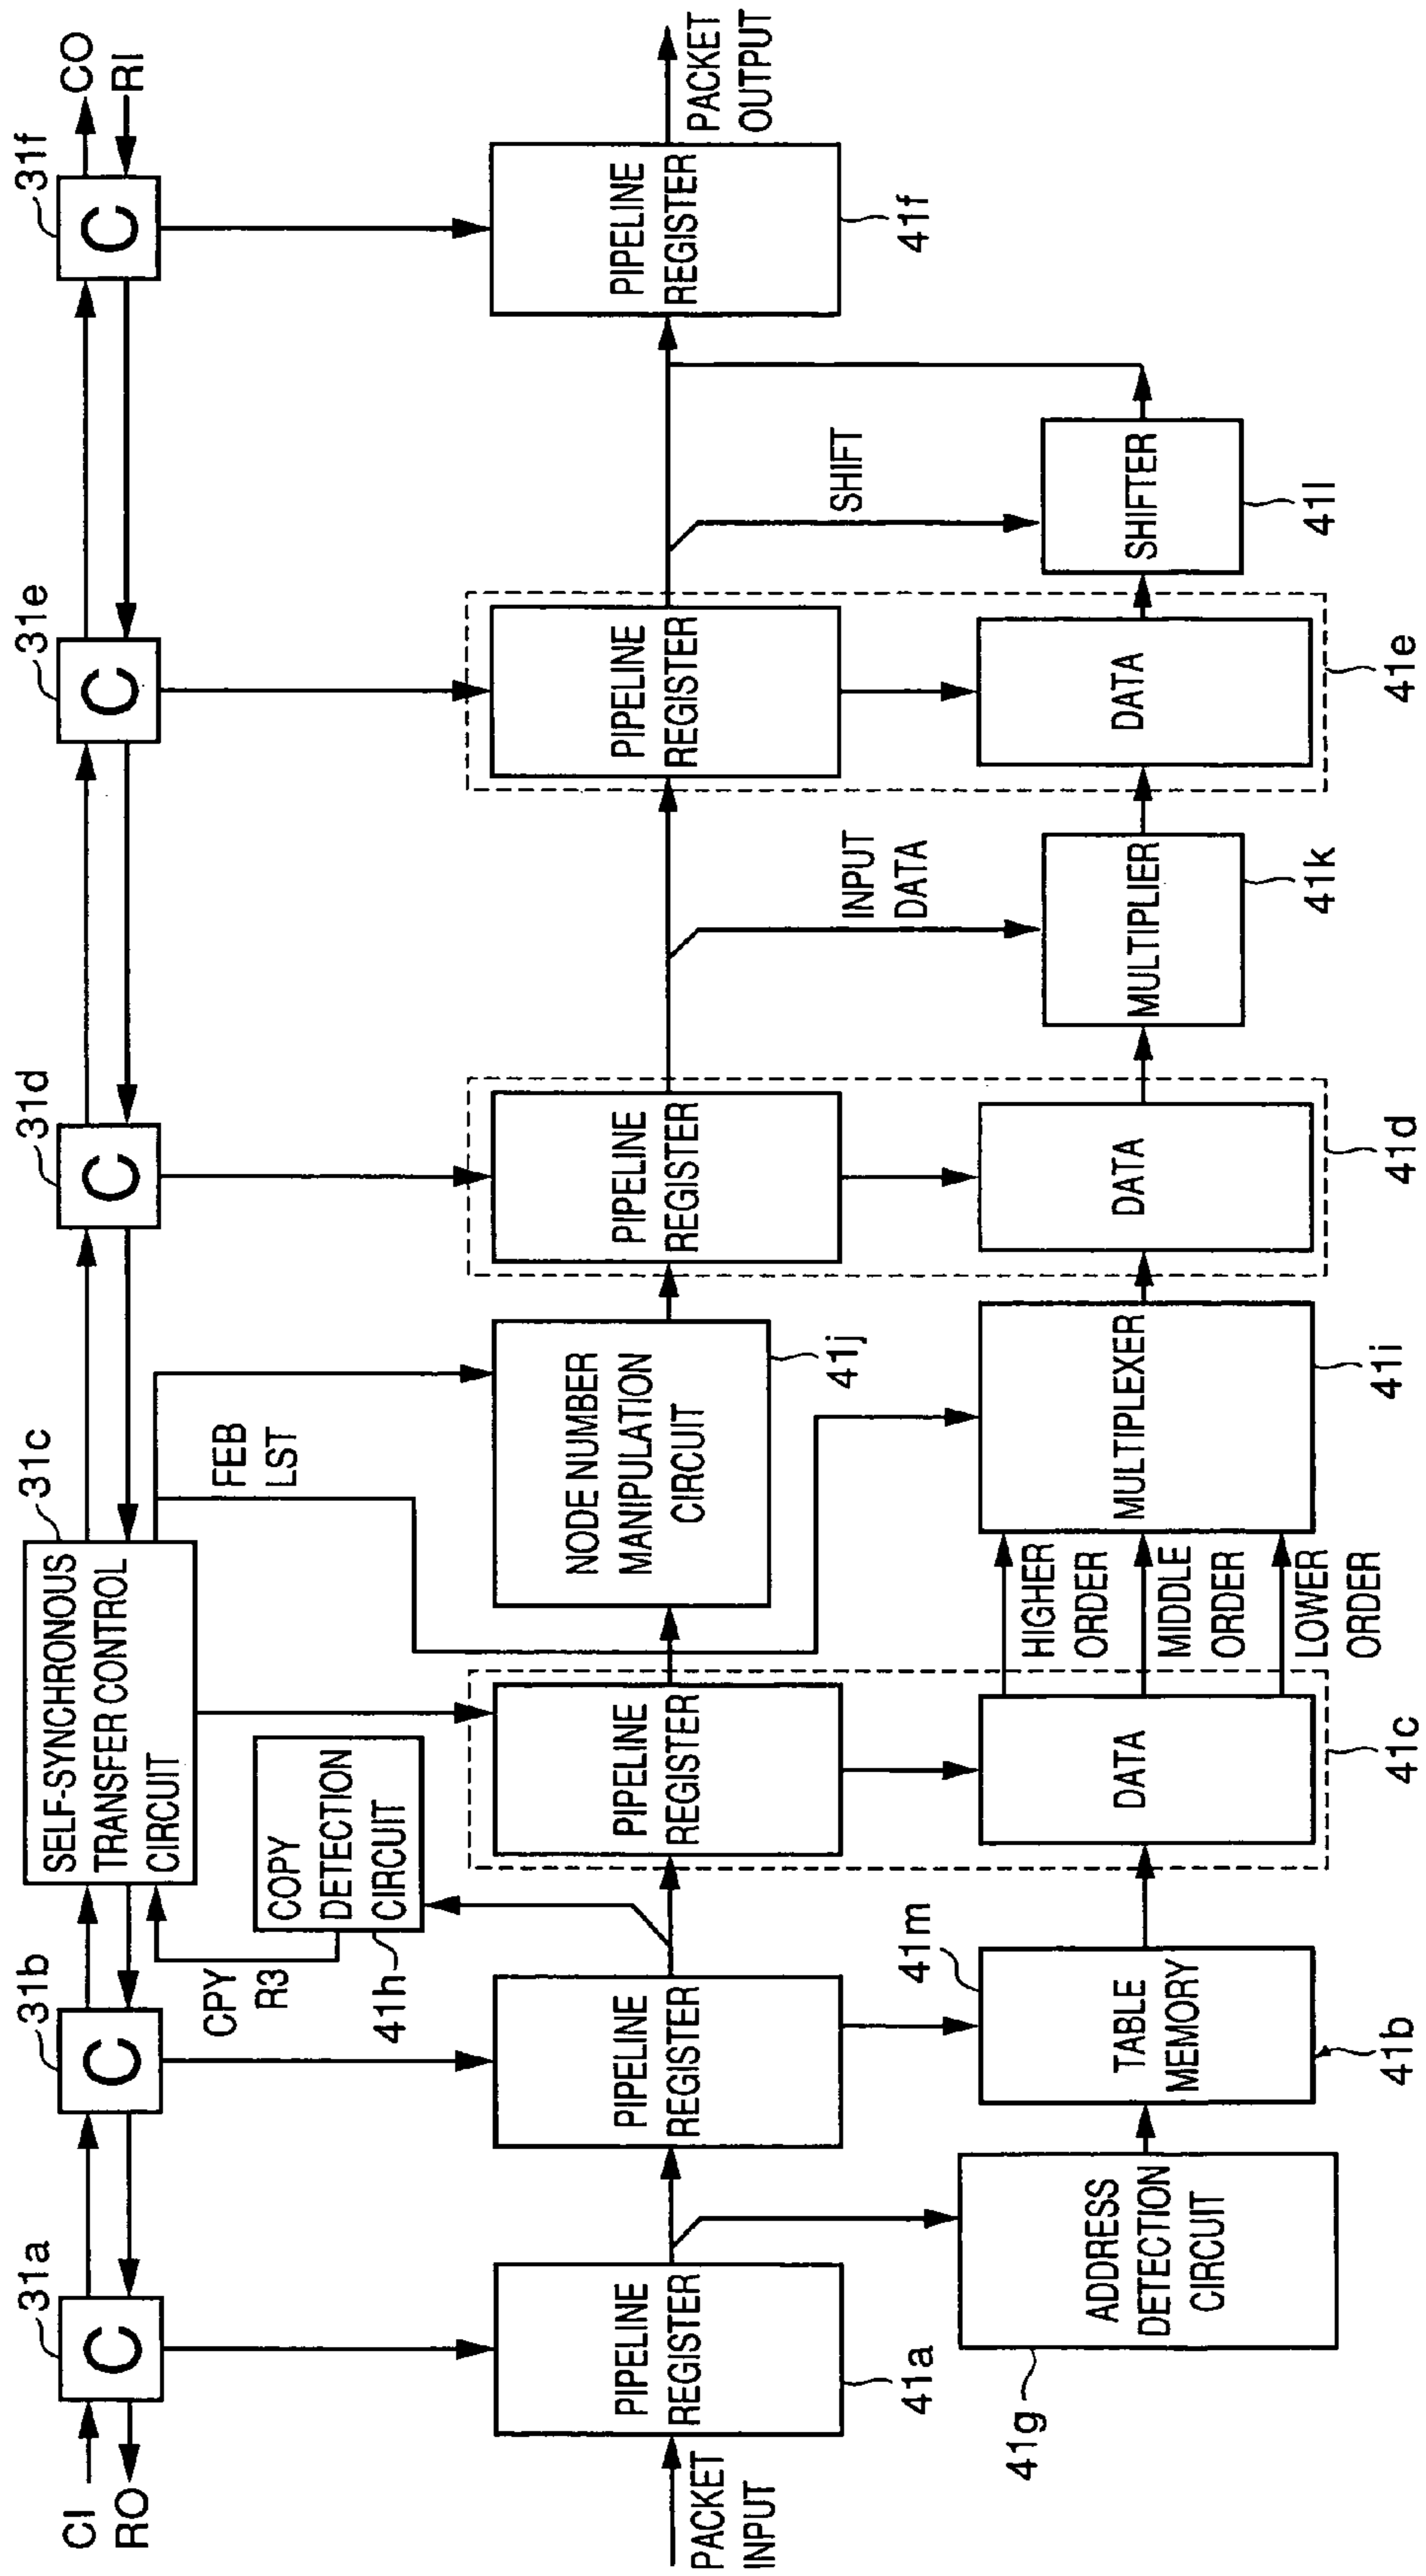 CI
RO
31a
C
31b
C
31c
SELF-SYNCHRONOUS
TRANSFER CONTROL
CIRCUIT
31d
C
31e
C
31f
C
CO
RI
CPY
R3
COPY
DETECTION
CIRCUIT
41h
FEB
LST
PACKET
INPUT
PIPELINE
REGISTER
41a
PIPELINE
REGISTER
PIPELINE
REGISTER
NODE NUMBER
MANIPULATION
CIRCUIT
41j
PIPELINE
REGISTER
INPUT
DATA
PIPELINE
REGISTER
SHIFT
PIPELINE
REGISTER
41f
PACKET
OUTPUT
41g
ADDRESS
DETECTION
CIRCUIT
41m
TABLE
MEMORY
41b
DATA
41c
HIGHER
ORDER
MIDDLE
ORDER
LOWER
ORDER
MULTIPLEXER
41i
DATA
41d
MULTIPLIER
41k
DATA
41e
SHIFTER
41l